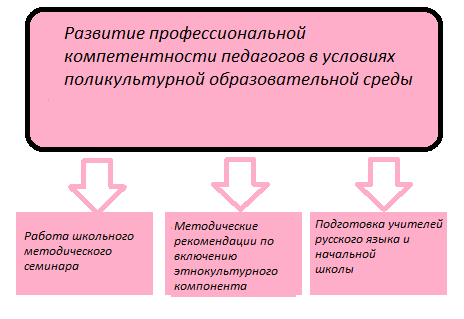 Развитие профессиональной
компетентности педагогов в условиях
поликультурной образовательной среды
Работа школьного
методического
семинара
Методические
рекомендации по
включению
этнокультурного
компонента
Подготовка учителей
русского языка и
начальной
школы